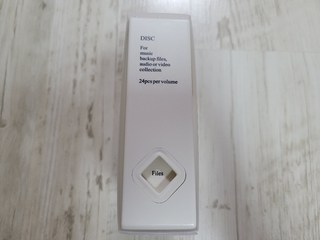 DISC
For
music
backup files,
audio or video
collection
24pcs per volume
Files